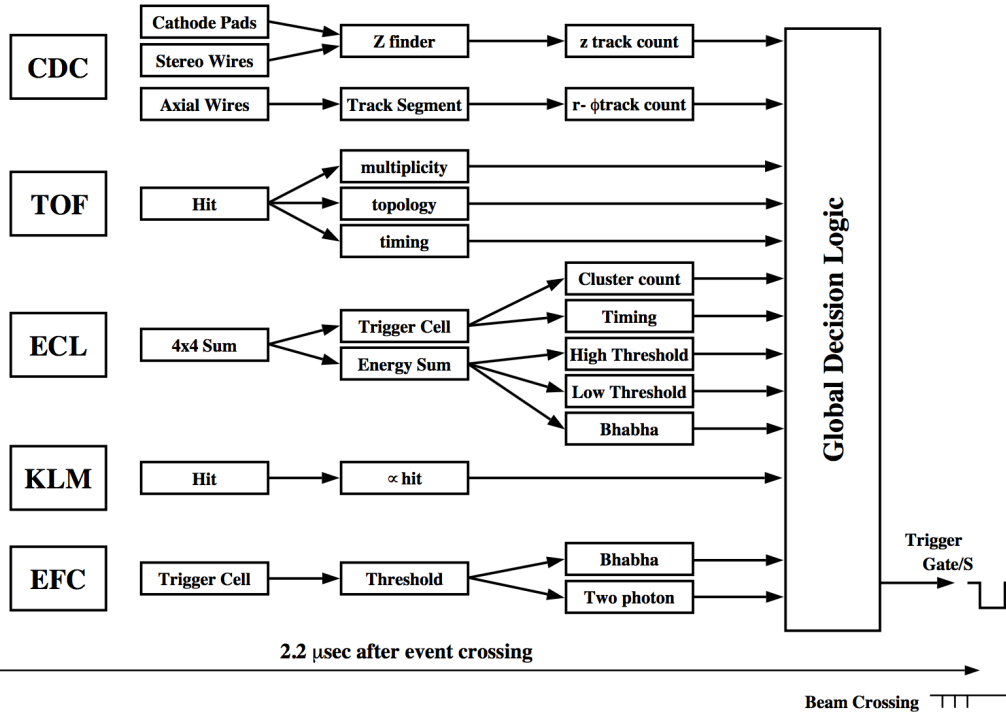 CDC
Cathode Pads
Stereo Wires
Z finder
z track count
Axial Wires
Track Segment
r- ϕ track count
TOF
Hit
multiplicity
topology
timing
ECL
4x4 Sum
Trigger Cell
Energy Sum
Cluster count
Timing
High Threshold
Low Threshold
Bhabha
KLM
Hit
∝ hit
EFC
Trigger Cell
Threshold
Bhabha
Two photon
Global Decision Logic
Trigger
Gate/S
2.2 μsec after event crossing
Beam Crossing